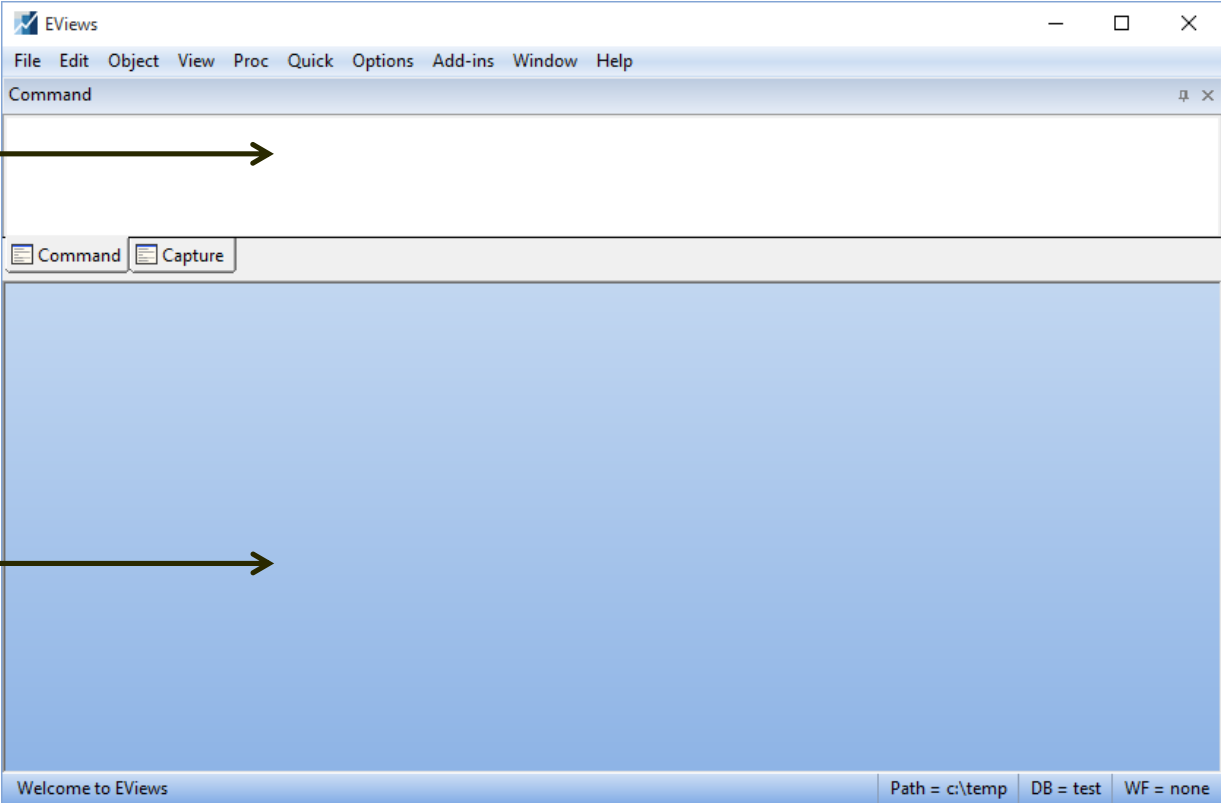 EViews
File Edit Object View Proc Quick Options Add-ins Window Help
Command
Command Capture
Welcome to EViews Path = c:\temp DB = test WF = none